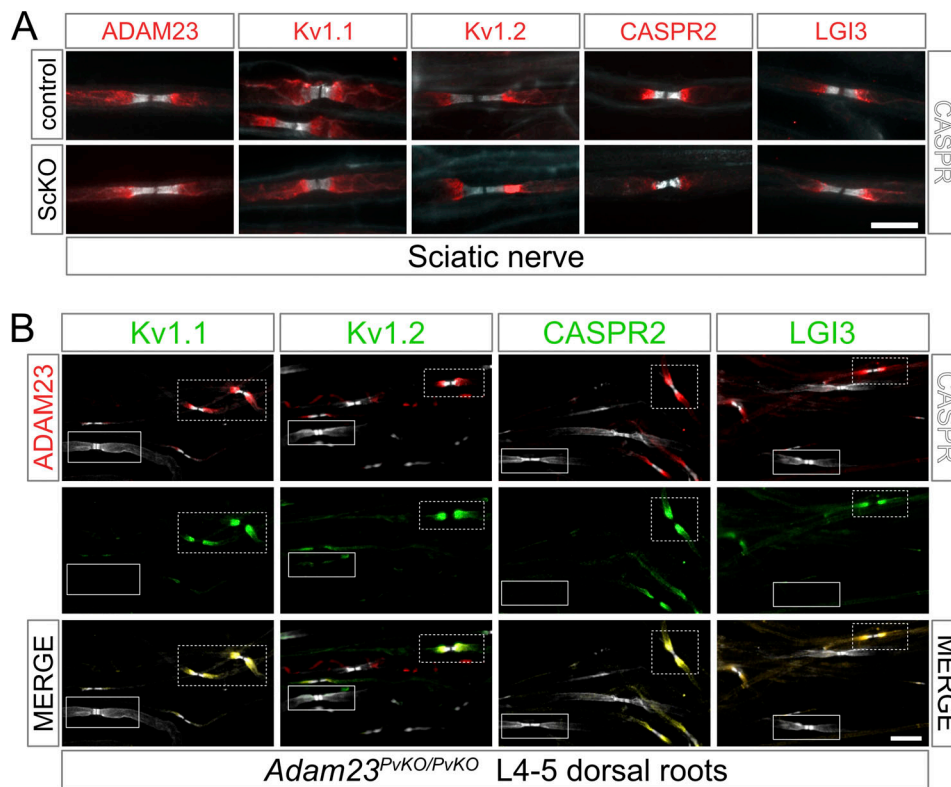 A
ADAM23 Kv1.1 Kv1.2 CASPR2 LGI3
control
ScKO
CASPR
Sciatic nerve
B
Kv1.1 Kv1.2 CASPR2 LGI3
ADAM23
CASPR
MERGE
MERGE
Adam23PvKO/PvKO L4-5 dorsal roots